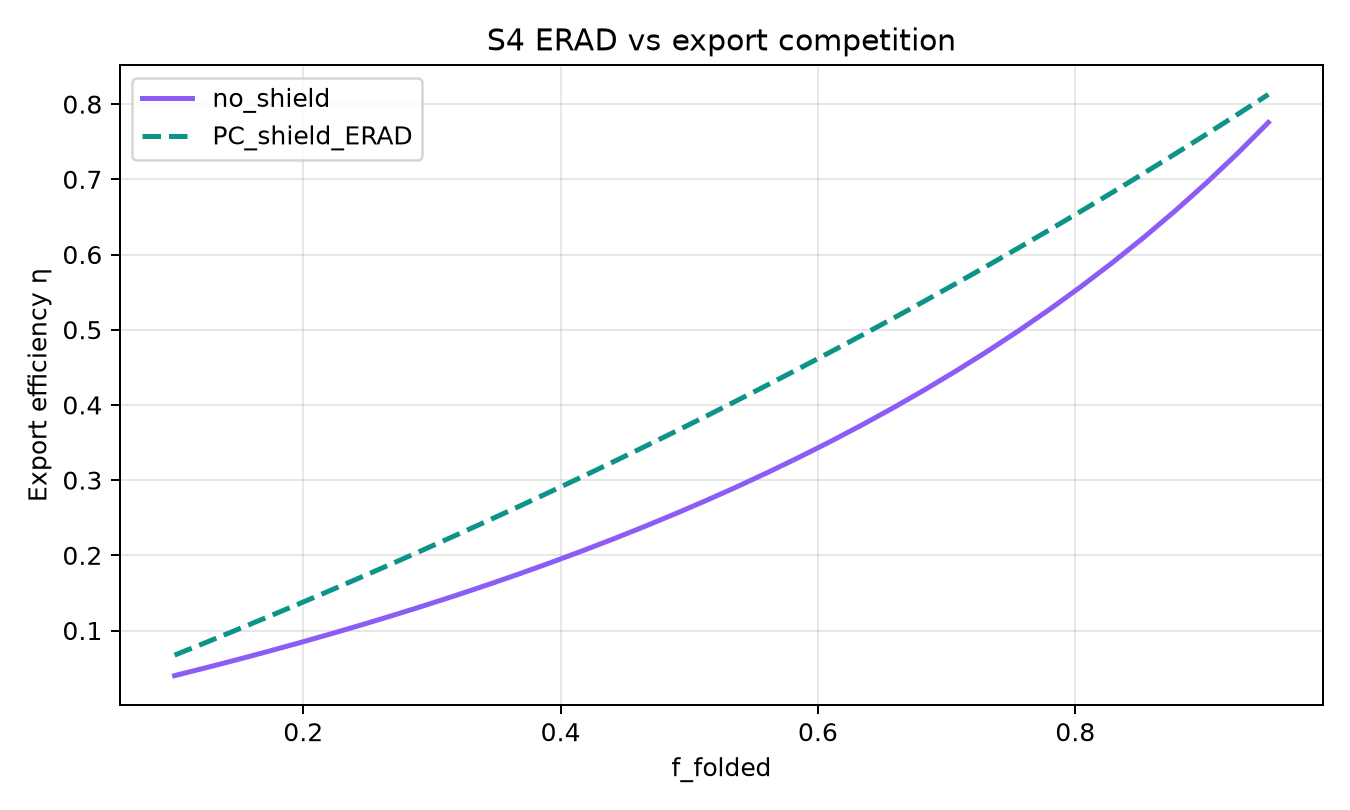 S4 ERAD vs export competition
no_shield
PC_shield_ERAD
Export efficiency η
0.8
0.7
0.6
0.5
0.4
0.3
0.2
0.1
0.2 0.4 0.6 0.8
f_folded